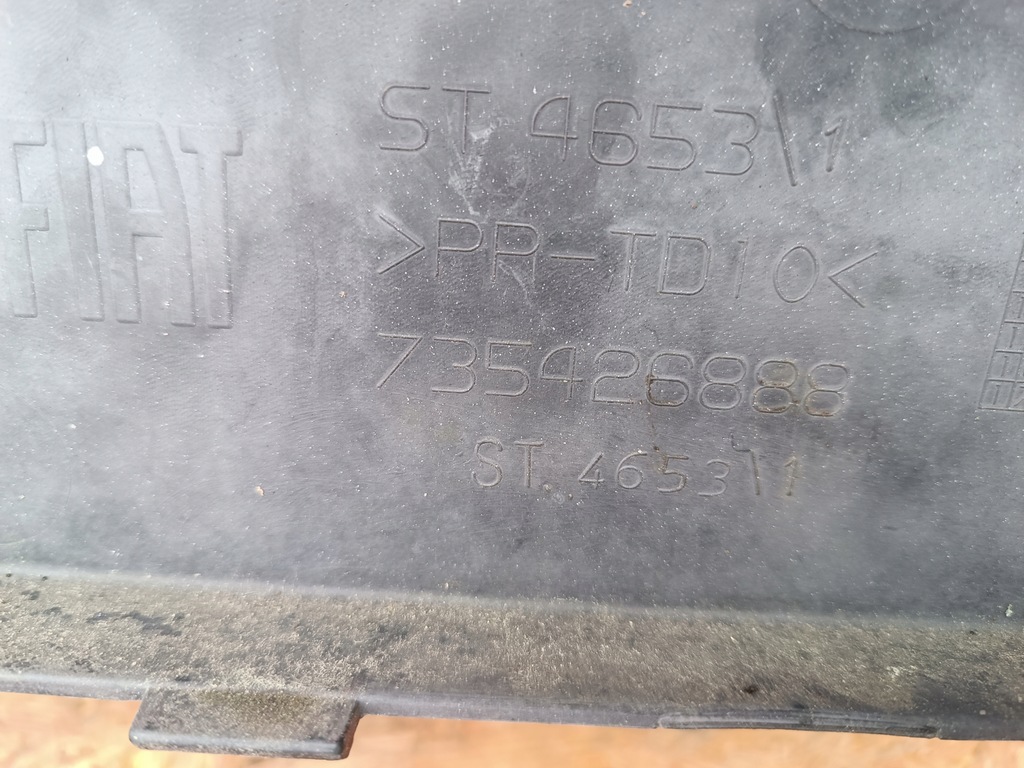 FIAT
ST 4653\1
>PP-TD10<
735426888
ST. 4653\1